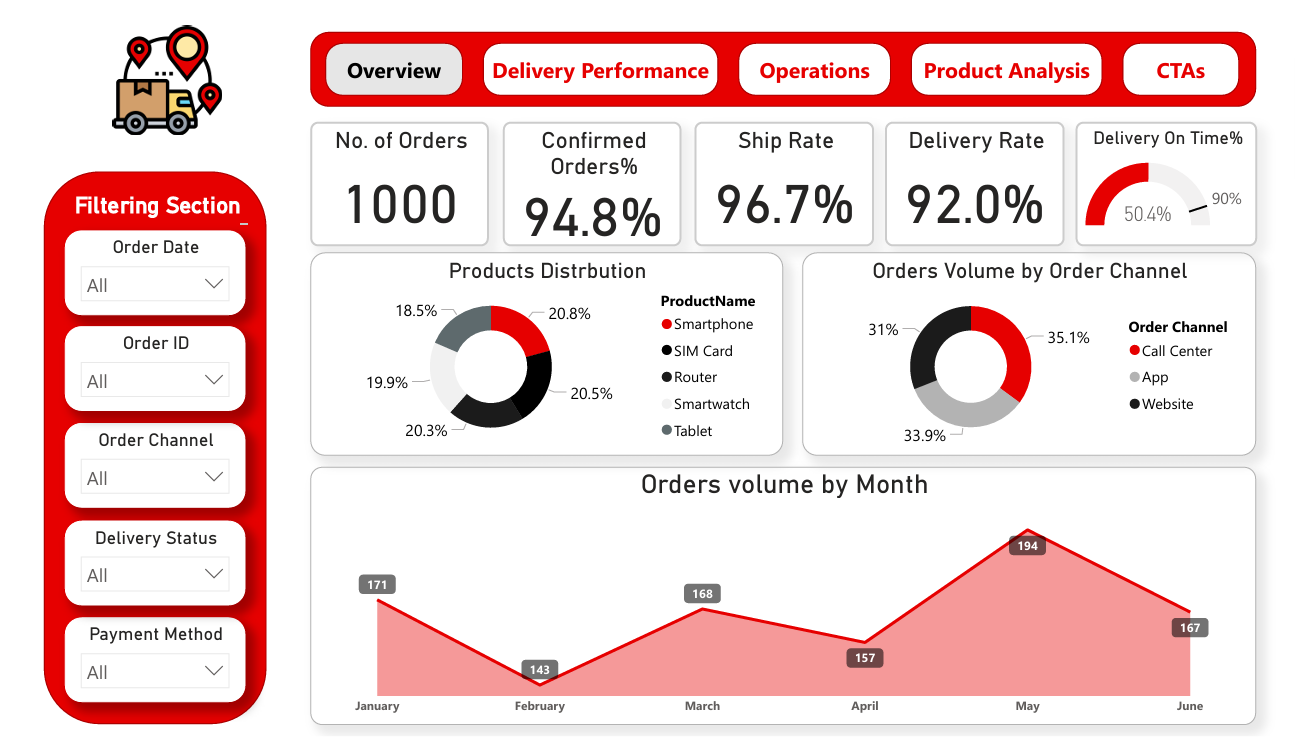 Overview
Delivery Performance
Operations
Product Analysis
CTAs
Filtering Section
Order Date
All
Order ID
All
Order Channel
All
Delivery Status
All
Payment Method
All
No. of Orders
1000
Confirmed
Orders%
94.8%
Ship Rate
96.7%
Delivery Rate
92.0%
Delivery On Time%
50.4%
90%
Products Distrbution
18.5%
20.8%
19.9%
20.5%
20.3%
ProductName
Smartphone
SIM Card
Router
Smartwatch
Tablet
Orders Volume by Order Channel
31%
35.1%
33.9%
Order Channel
Call Center
App
Website
Orders volume by Month
171
143
168
157
194
167
January
February
March
April
May
June